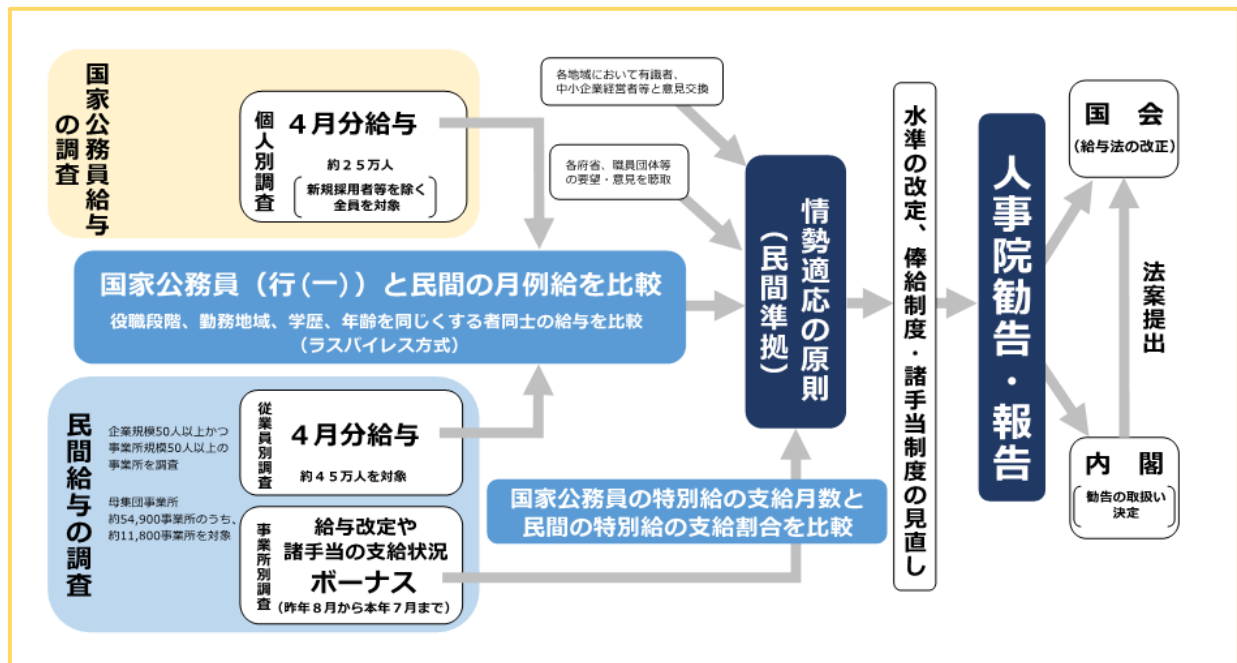 国家公務員給与
の調査
個人別調査
４月分給与
約２５万人
新規採用者等を除く
全員を対象
各地域において有識者、
中小企業経営者等と意見交換
各府省、職員団体等
の要望・意見を聴取
国家公務員（行(一)）と民間の月例給を比較
役職段階、勤務地域、学歴、年齢を同じくする者同士の給与を比較
（ラスパイレス方式）
民間給与の調査
企業規模50人以上かつ
事業所規模50人以上の
事業所を調査
母集団事業所
約54,900事業所のうち、
約11,800事業所を対象
従業員別調査
４月分給与
約４５万人を対象
事業所別調査
給与改定や
諸手当の支給状況
ボーナス
（昨年８月から本年７月まで）
国家公務員の特別給の支給月数と
民間の特別給の支給割合を比較
情勢適応の原則
（民間準拠）
水準の改定、俸給制度・諸手当制度の見直し
人事院勧告・報告
国　会
（給与法の改正）
法案提出
内　閣
勧告の取扱い
決定